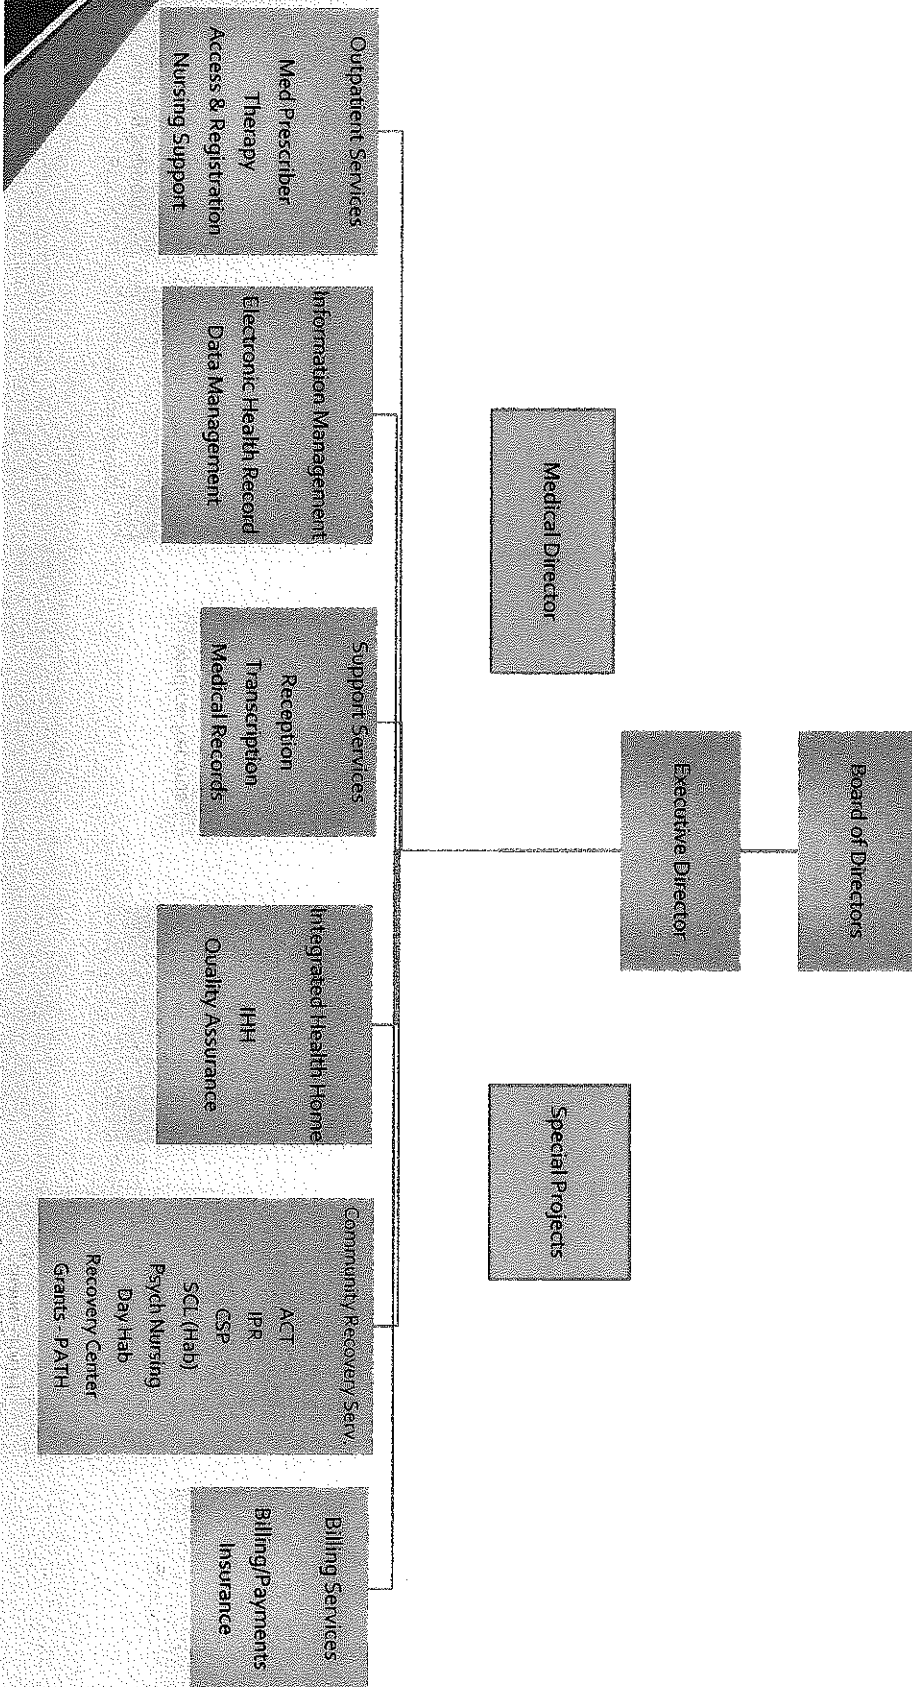 Board of Directors
Executive Director
Medical Director
Special Projects
Outpatient Services
Med Prescriber
Therapy
Access & Registration
Nursing Support
Information Management
Electronic Health Record
Data Management
Support Services
Reception
Transcription
Medical Records
Integrated Health Home
IHH
Quality Assurance
Community Recovery Serv.
ACT
IPR
CSP
SCL (Hab)
Psych Nursing
Day Hab
Recovery Center
Grants - PATH
Billing Services
Billing/Payments
Insurance